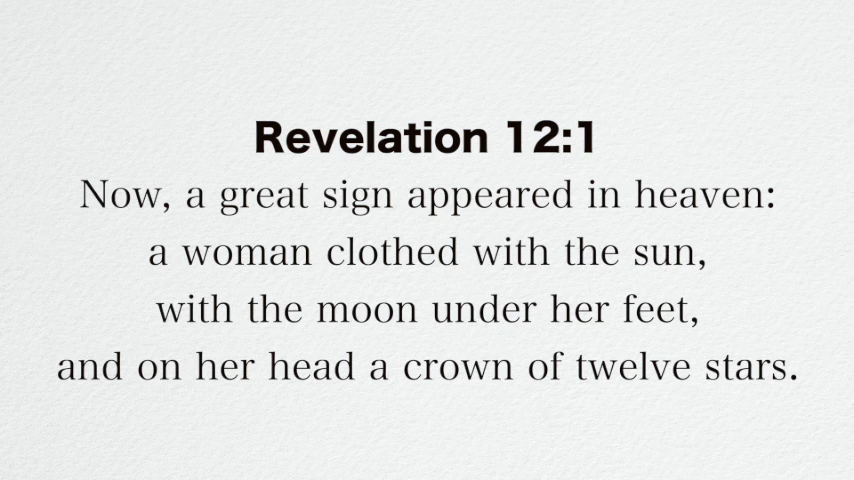 Revelation 12:1
Now, a great sign appeared in heaven:
a woman clothed with the sun,
with the moon under her feet,
and on her head a crown of twelve stars.